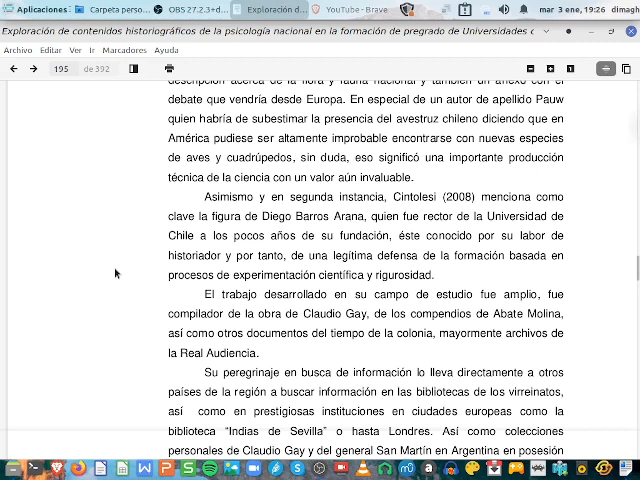 Aplicaciones Carpeta perso... OBS 27.2.3+d... Exploración d... YouTube - Brave mar 3 ene, 19:26 dimagh
Exploración de contenidos historiográficos de la psicología nacional en la formación de pregrado de Universidades c
Archivo Editar Ver Ir Marcadores Ayuda
195 de 392
descripción acerca de la flora y fauna nacional y también un anexo con el
debate que vendría desde Europa. En especial de un autor de apellido Pauw
quien habría de subestimar la presencia del avestruz chileno diciendo que en
América pudiese ser altamente improbable encontrarse con nuevas especies
de aves y cuadrúpedos, sin duda, eso significó una importante producción
técnica de la ciencia con un valor aún invaluable.
Asimismo y en segunda instancia, Cintolesi (2008) menciona como
clave la figura de Diego Barros Arana, quien fue rector de la Universidad de
Chile a los pocos años de su fundación, éste conocido por su labor de
historiador y por tanto, de una legítima defensa de la formación basada en
procesos de experimentación científica y rigurosidad.
El trabajo desarrollado en su campo de estudio fue amplio, fue
compilador de la obra de Claudio Gay, de los compendios de Abate Molina,
así como otros documentos del tiempo de la colonia, mayormente archivos de
la Real Audiencia.
Su peregrinaje en busca de información lo lleva directamente a otros
países de la región a buscar información en las bibliotecas de los virreinatos,
así como en prestigiosas instituciones en ciudades europeas como la
biblioteca “Indias de Sevilla” o hasta Londres. Así como colecciones
personales de Claudio Gay y del general San Martín en Argentina en posesión